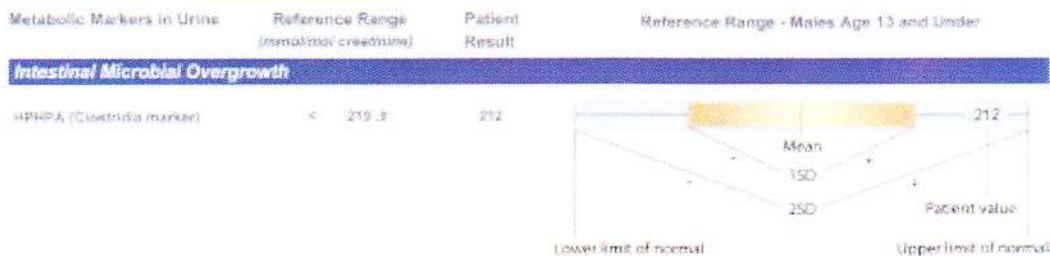 Metabolic Markers in Urine Reference Range Patient Reference Range - Males Age 13 and Under
(mmol/mol creatinine) Result
Intestinal Microbial Overgrowth
HPHPA (Clostridia marker) < 212 212
Mean
- +
1SD
- +
2SD Patient value
Lower limit of normal Upper limit of normal